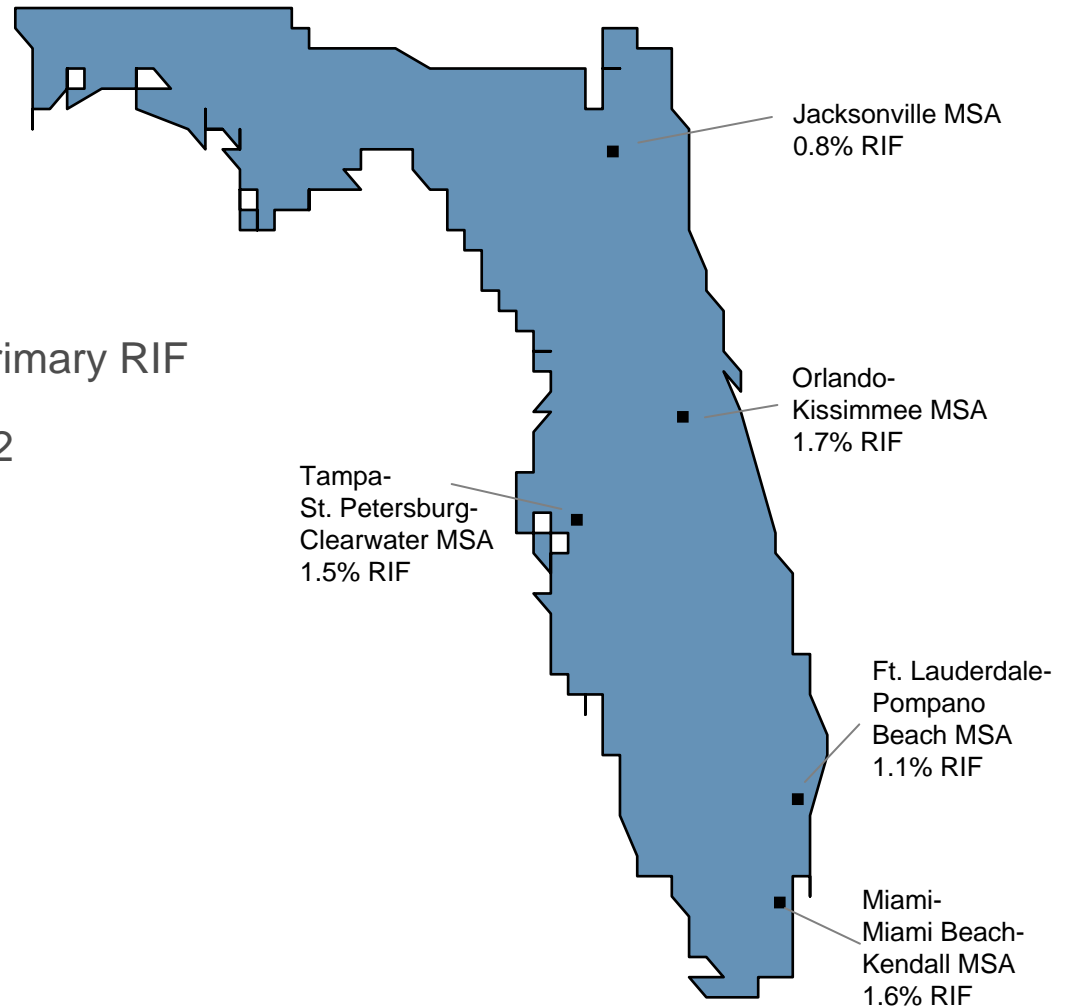 Jacksonville MSA
0.8% RIF
rimary RIF
2
Orlando-
Kissimmee MSA
1.7% RIF
Tampa-
St. Petersburg-
Clearwater MSA
1.5% RIF
Ft. Lauderdale-
Pompano
Beach MSA
1.1% RIF
Miami-
Miami Beach-
Kendall MSA
1.6% RIF